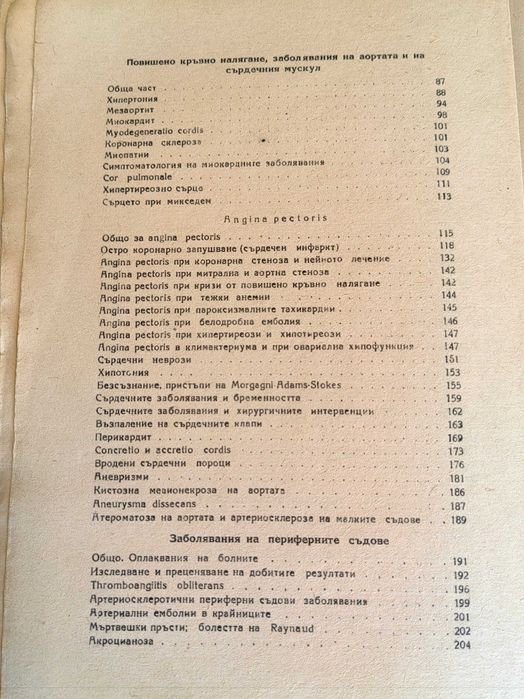 Повишено кръвно налягане, заболявания на аортата и на
сърдечния мускул
Обща част 87
Хипертония 88
Мезаортит 94
Миокардит 98
Myodegeneratio cordis 101
Коронарна склероза 101
Миопатии 103
Симптоматология на миокардните заболявания 104
Cor pulmonale 109
Хипертиреозно сърце 111
Сърцето при микседем 113
Angina pectoris
Общо за angina pectoris 115
Остро коронарно запушване (сърдечен инфаркт) 118
Angina pectoris при коронарна стеноза и нейното лечение 132
Angina pectoris при митрална и аортна стеноза 142
Angina pectoris при кризи от повишено кръвно налягане 142
Angina pectoris при тежки анемии 144
Angina pectoris при пароксизмалните тахикардии 145
Angina pectoris при белодробна емболия 146
Angina pectoris при хипертиреози и хипотиреози 147
Angina pectoris в климактериума и при овариална хипофункция 147
Сърдечни неврози 151
Хипотония 153
Безсъзнание, пристъпи на Morgagni-Adams-Stokes 155
Сърдечните заболявания и бременността 159
Сърдечните заболявания и хирургичните интервенции 162
Възпаление на сърдечните клапи 163
Перикардит 169
Concretio и accretio cordis 173
Вродени сърдечни пороци 176
Аневризми 181
Кистозна медионекроза на аортата 186
Aneurysma dissecans 187
Атероматоза на аортата и артериосклероза на малките съдове 189
Заболявания на периферните съдове
Общо. Оплаквания на болните 191
Изследване и преценяване на добитите резултати 192
Thromboangiitis obliterans 196
Артериосклеротични периферни съдови заболявания 199
Артериални емболии в крайниците 201
Мъртвешки пръсти; болестта на Raynaud 202
Акроцианоза 204